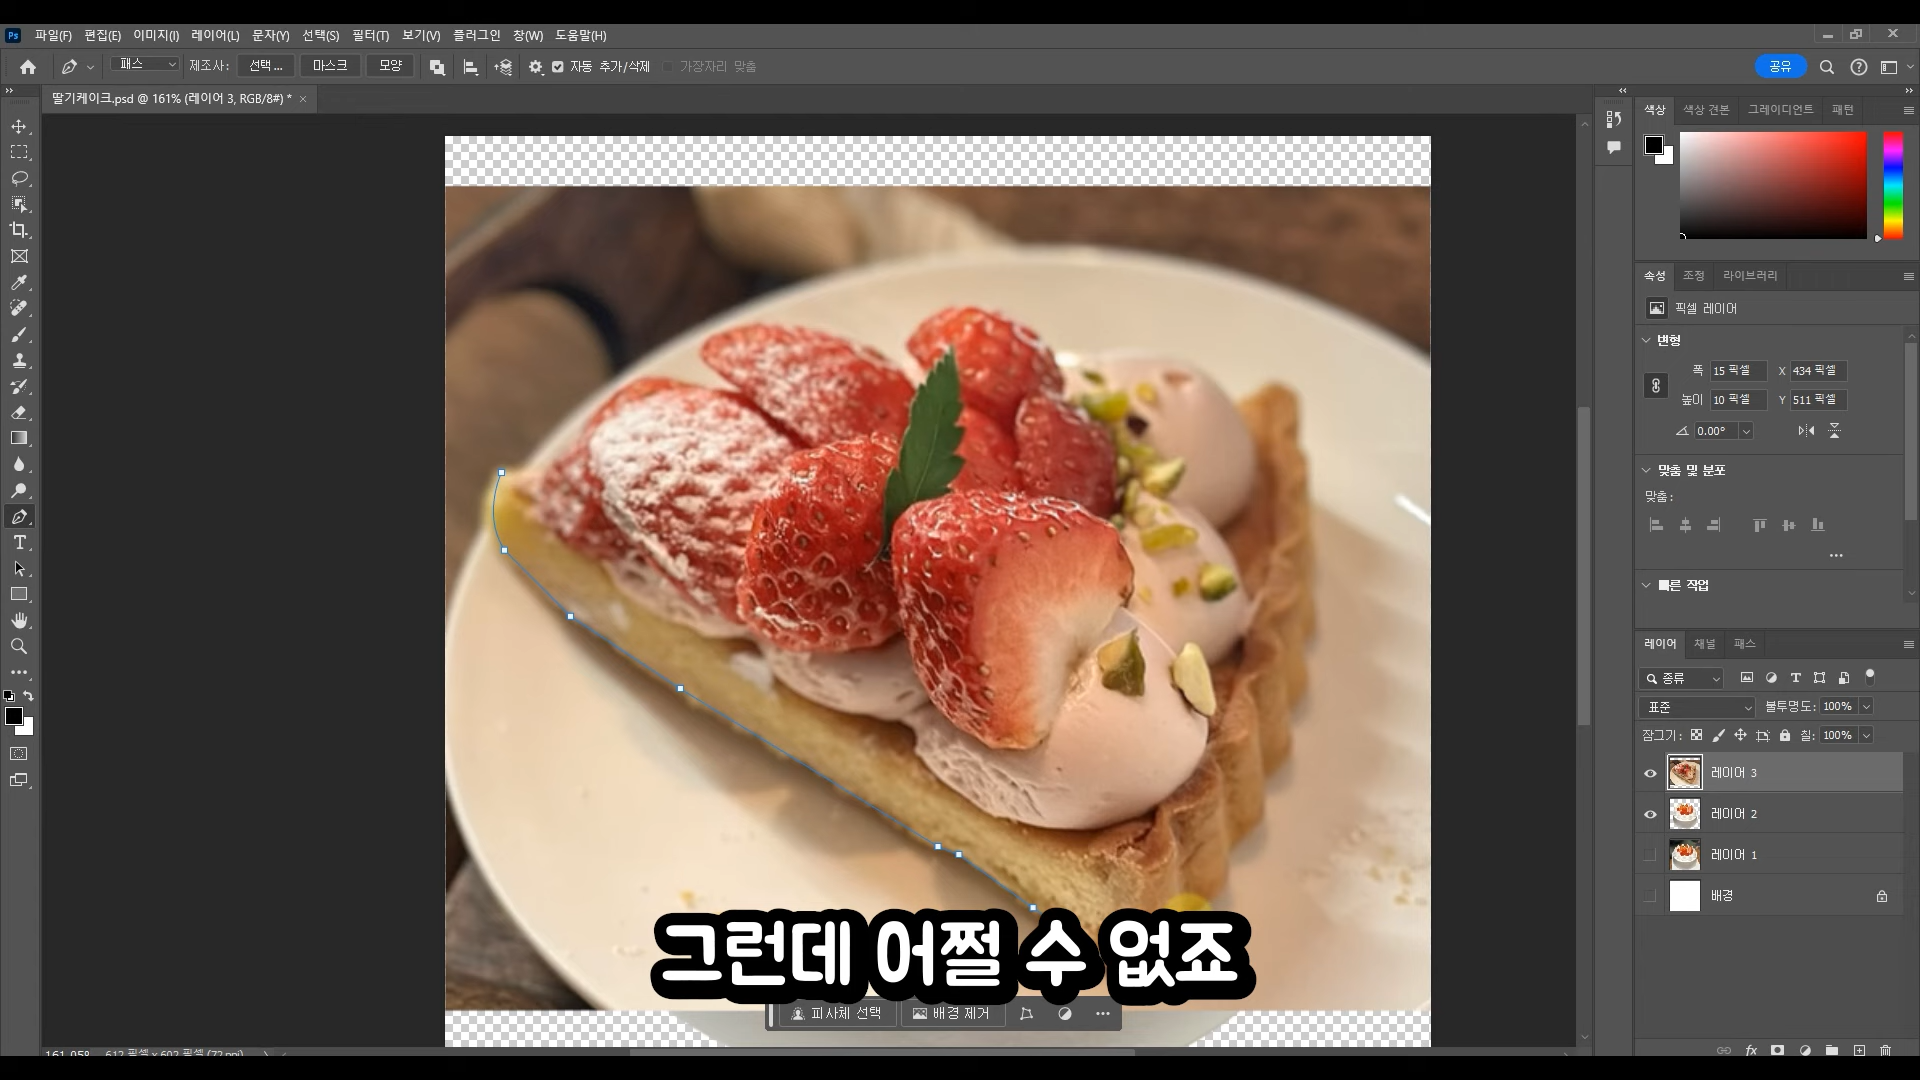 Ps 파일(F) 편집(E) 이미지(I) 레이어(L) 문자(Y) 선택(S) 필터(T) 보기(V) 플러그인 창(W) 도움말(H)
패스 제조사: 선택... 마스크 모양 자동 추가/삭제 가장자리 맞춤 공유
딸기케이크.psd @ 161% (레이어 3, RGB/8#) *
색상 색상 견본 그레이디언트 패턴
속성 조정 라이브러리
픽셀 레이어
변형
폭 15 픽셀 X 434 픽셀
높이 10 픽셀 Y 511 픽셀
0.00°
맞춤 및 분포
맞춤:
빠른 작업
레이어 채널 패스
종류
표준 불투명도: 100%
잠그기: 칠: 100%
레이어 3
레이어 2
레이어 1
배경
그런데 어쩔 수 없죠
피사체 선택 배경 제거
fx